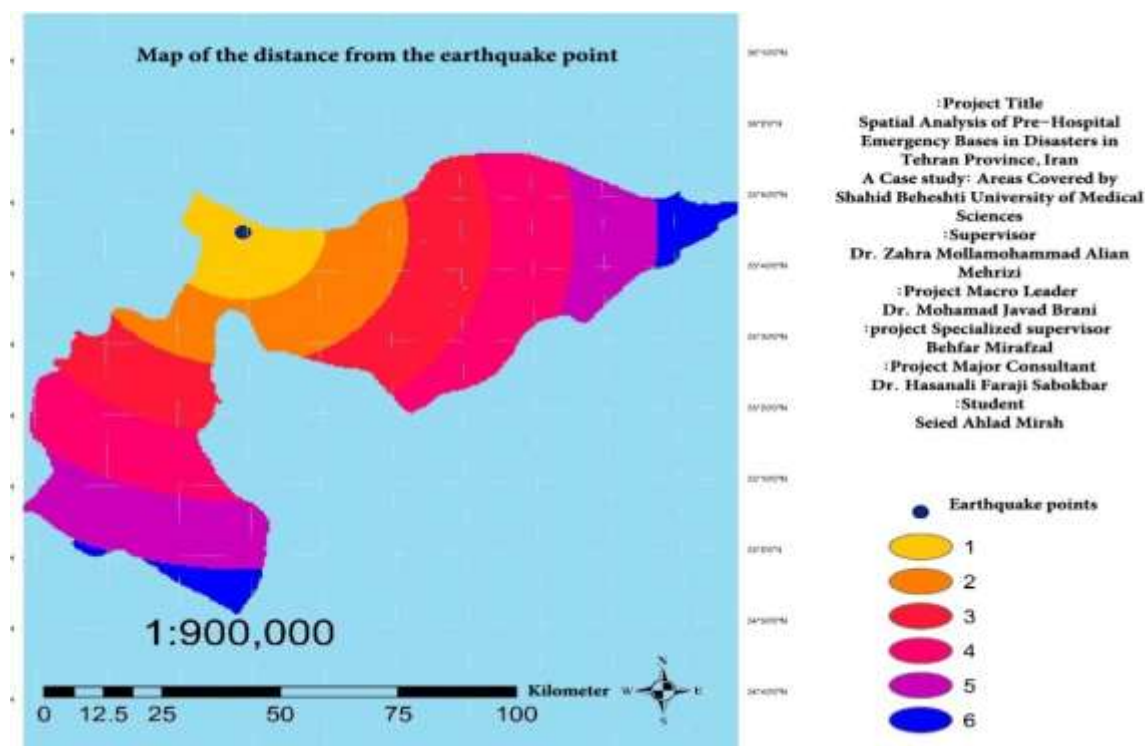 Map of the distance from the earthquake point
:Project Title
Spatial Analysis of Pre-Hospital
Emergency Bases in Disasters in
Tehran Province, Iran
A Case study: Areas Covered by
Shahid Beheshti University of Medical
Sciences
:Supervisor
Dr. Zahra Mollamohammad Alian
Mehrizi
:Project Macro Leader
Dr. Mohamad Javad Brani
:project Specialized supervisor
Behfar Mirafzal
:Project Major Consultant
Dr. Hasanali Faraji Sabokbar
:Student
Seied Ahlad Mirsh
Earthquake points
1
2
3
4
5
6
1:900,000
Kilometer
0 12.5 25 50 75 100
N
W E
S